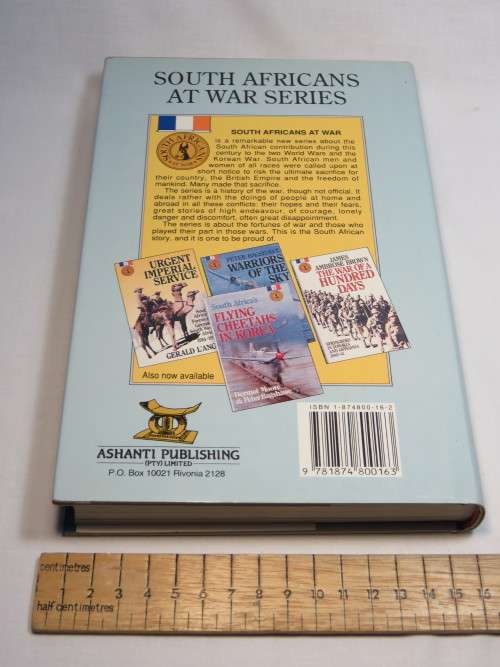 SOUTH AFRICANS
AT WAR SERIES
SOUTH AFRICANS AT WAR
is a remarkable new series about the
South African contribution during this
century to the two World Wars and the
Korean War. South African men and
women of all races were called upon at
short notice to risk the ultimate sacrifice for
their country, the British Empire and the freedom of
mankind. Many made that sacrifice.
The series is a history of the war, though not official. It
deals rather with the doings of people at home and
abroad in all these conflicts; their hopes and their fears,
great stories of high endeavour, of courage, lonely
danger and discomfort, often great disappointment.
The series is about the fortunes of war and those who
played their part in those wars. This is the South African
story, and it is one to be proud of.
URGENT
IMPERIAL
SERVICE
GERALD L'ANG
PETER BAGSHAWE
WARRIORS
OF THE
SKY
South Africa's
FLYING
CHEETAHS
IN KOREA
Dermot Moore
& Peter Bagshawe
JAMES
AMBROSE BROWN
THE WAR OF A
HUNDRED
DAYS
Also now available
ASHANTI PUBLISHING
(PTY) LIMITED
P.O. Box 10021 Rivonia 2128
ISBN 1-874800-16-2
9 781874 800163
centimetres
1 2 3 4 5 6 7 8 9 10 11 12 13 14 15 16
half centimetres